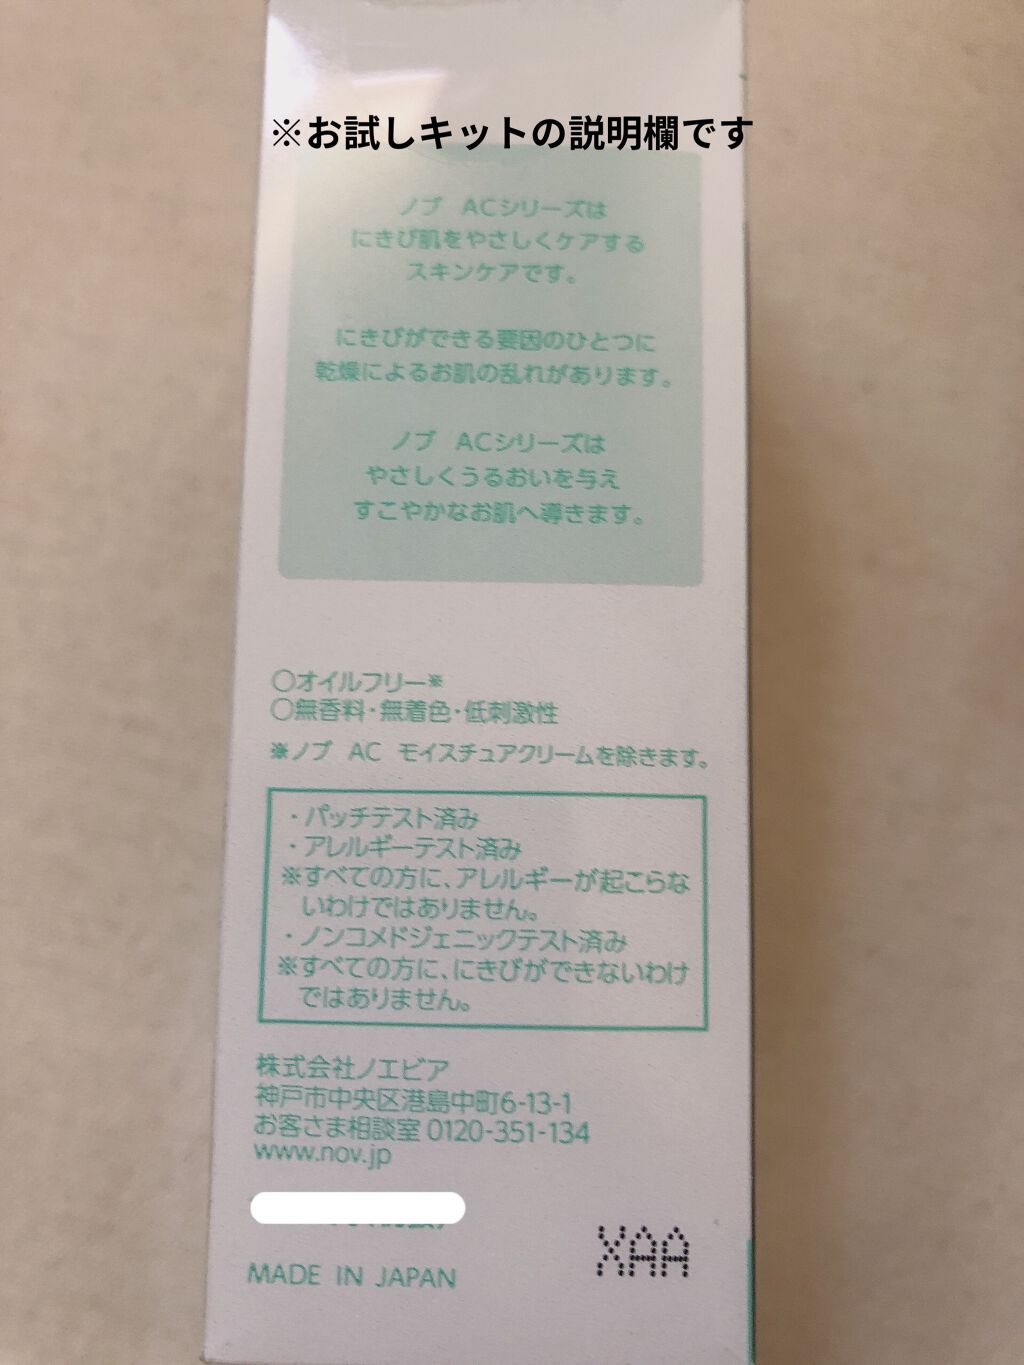 ※お試しキットの説明欄です
ノブ ACシリーズは
にきび肌をやさしくケアする
スキンケアです。
にきびができる要因のひとつに
乾燥によるお肌の乱れがあります。
ノブ ACシリーズは
やさしくうるおいを与え
すこやかなお肌へ導きます。
○オイルフリー※
○無香料・無着色・低刺激性
※ノブ AC モイスチュアクリームを除きます。
・パッチテスト済み
・アレルギーテスト済み
※すべての方に、アレルギーが起こらな
いわけではありません。
・ノンコメドジェニックテスト済み
※すべての方に、にきびができないわけ
ではありません。
株式会社ノエビア
神戸市中央区港島中町6-13-1
お客さま相談室 0120-351-134
www.nov.jp
MADE IN JAPAN
XAA